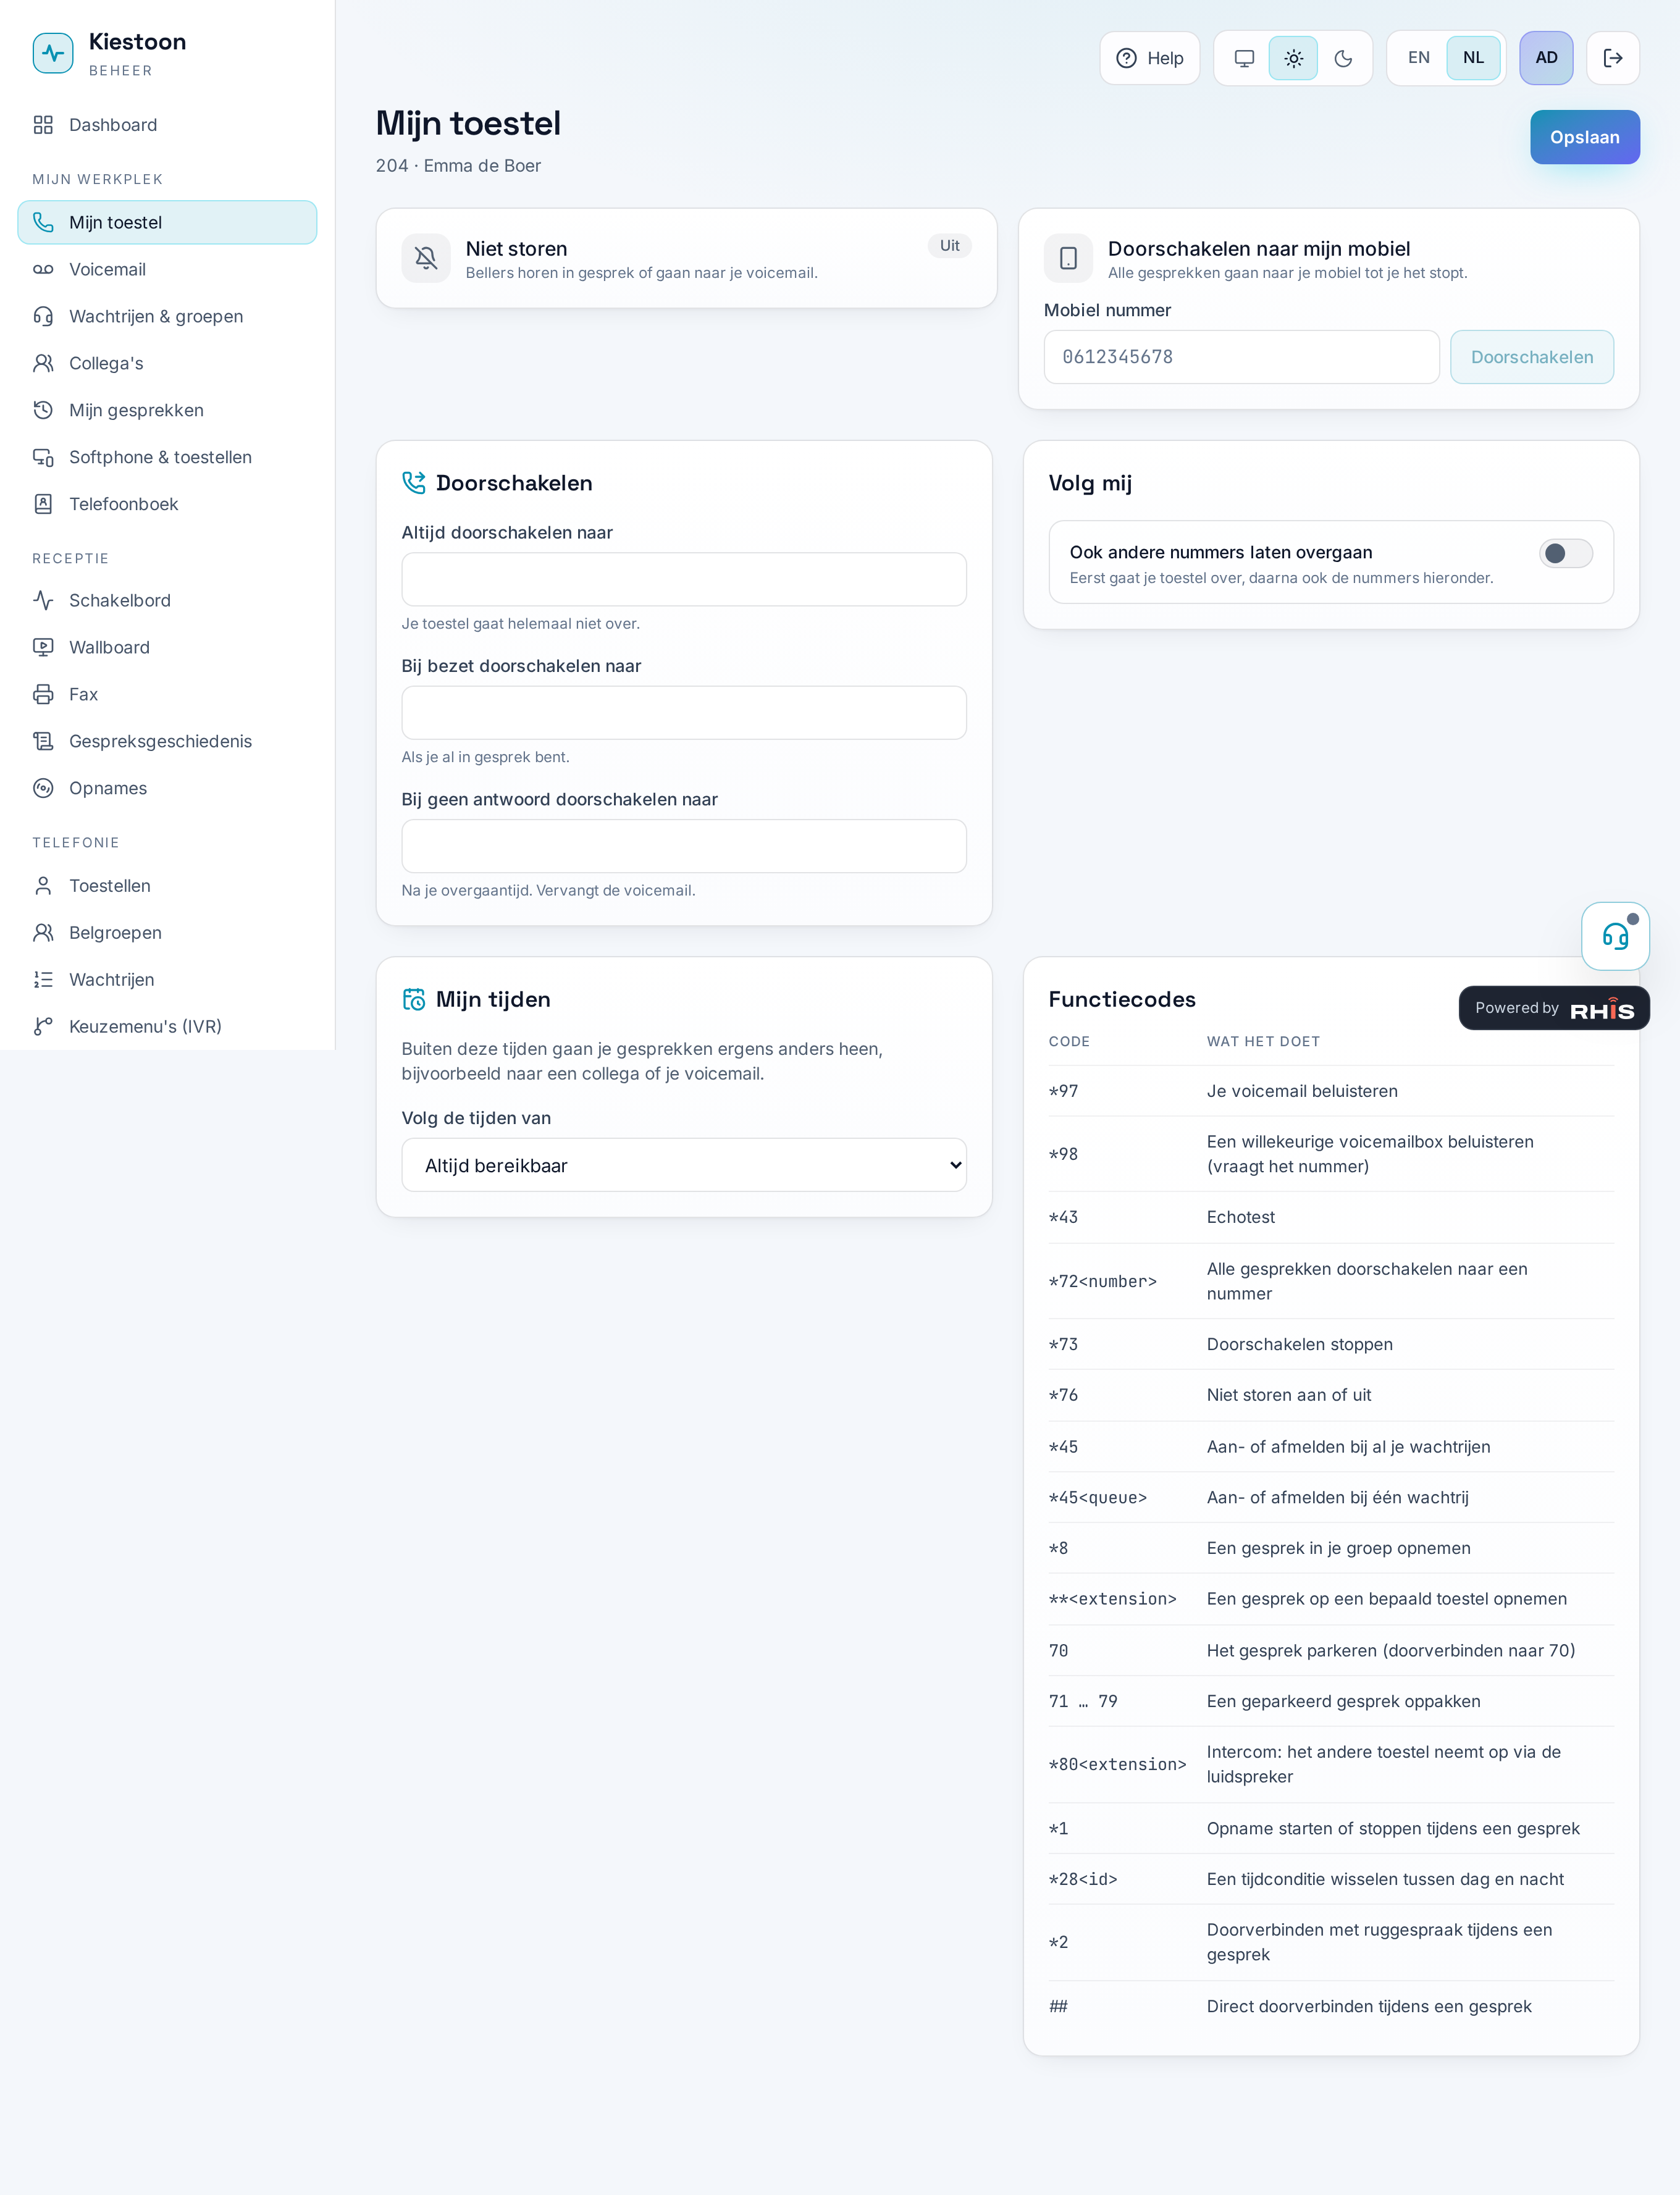 Kiestoon
BEHEER
Dashboard
MIJN WERKPLEK
Mijn toestel
Voicemail
Wachtrijen & groepen
Collega's
Mijn gesprekken
Softphone & toestellen
Telefoonboek
RECEPTIE
Schakelbord
Wallboard
Fax
Gespreksgeschiedenis
Opnames
TELEFONIE
Toestellen
Belgroepen
Wachtrijen
Keuzemenu's (IVR)
Help
EN
NL
AD
Mijn toestel
204 · Emma de Boer
Opslaan
Niet storen
Bellers horen in gesprek of gaan naar je voicemail.
Uit
Doorschakelen naar mijn mobiel
Alle gesprekken gaan naar je mobiel tot je het stopt.
Mobiel nummer
0612345678
Doorschakelen
Doorschakelen
Altijd doorschakelen naar
Je toestel gaat helemaal niet over.
Bij bezet doorschakelen naar
Als je al in gesprek bent.
Bij geen antwoord doorschakelen naar
Na je overgaantijd. Vervangt de voicemail.
Volg mij
Ook andere nummers laten overgaan
Eerst gaat je toestel over, daarna ook de nummers hieronder.
Mijn tijden
Buiten deze tijden gaan je gesprekken ergens anders heen,
bijvoorbeeld naar een collega of je voicemail.
Volg de tijden van
Altijd bereikbaar
Functiecodes
Powered by RHIS
CODE WAT HET DOET
*97 Je voicemail beluisteren
*98 Een willekeurige voicemailbox beluisteren
(vraagt het nummer)
*43 Echotest
*72<number> Alle gesprekken doorschakelen naar een
nummer
*73 Doorschakelen stoppen
*76 Niet storen aan of uit
*45 Aan- of afmelden bij al je wachtrijen
*45<queue> Aan- of afmelden bij één wachtrij
*8 Een gesprek in je groep opnemen
**<extension> Een gesprek op een bepaald toestel opnemen
70 Het gesprek parkeren (doorverbinden naar 70)
71 … 79 Een geparkeerd gesprek oppakken
*80<extension> Intercom: het andere toestel neemt op via de
luidspreker
*1 Opname starten of stoppen tijdens een gesprek
*28<id> Een tijdconditie wisselen tussen dag en nacht
*2 Doorverbinden met ruggespraak tijdens een
gesprek
## Direct doorverbinden tijdens een gesprek